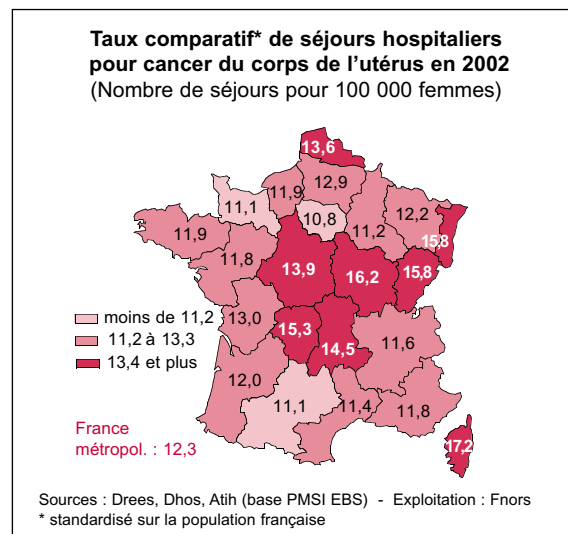 Taux comparatif* de séjours hospitaliers
pour cancer du corps de l'utérus en 2002
(Nombre de séjours pour 100 000 femmes)
13,6
12,9
11,9
11,1
10,8
12,2
11,2
15,8
11,9
11,8
13,9
16,2
15,8
moins de 11,2
11,2 à 13,3
13,4 et plus
13,0
15,3
14,5
11,6
12,0
11,1
11,4
11,8
17,2
France
métropol. : 12,3
Sources : Drees, Dhos, Atih (base PMSI EBS) - Exploitation : Fnors
* standardisé sur la population française